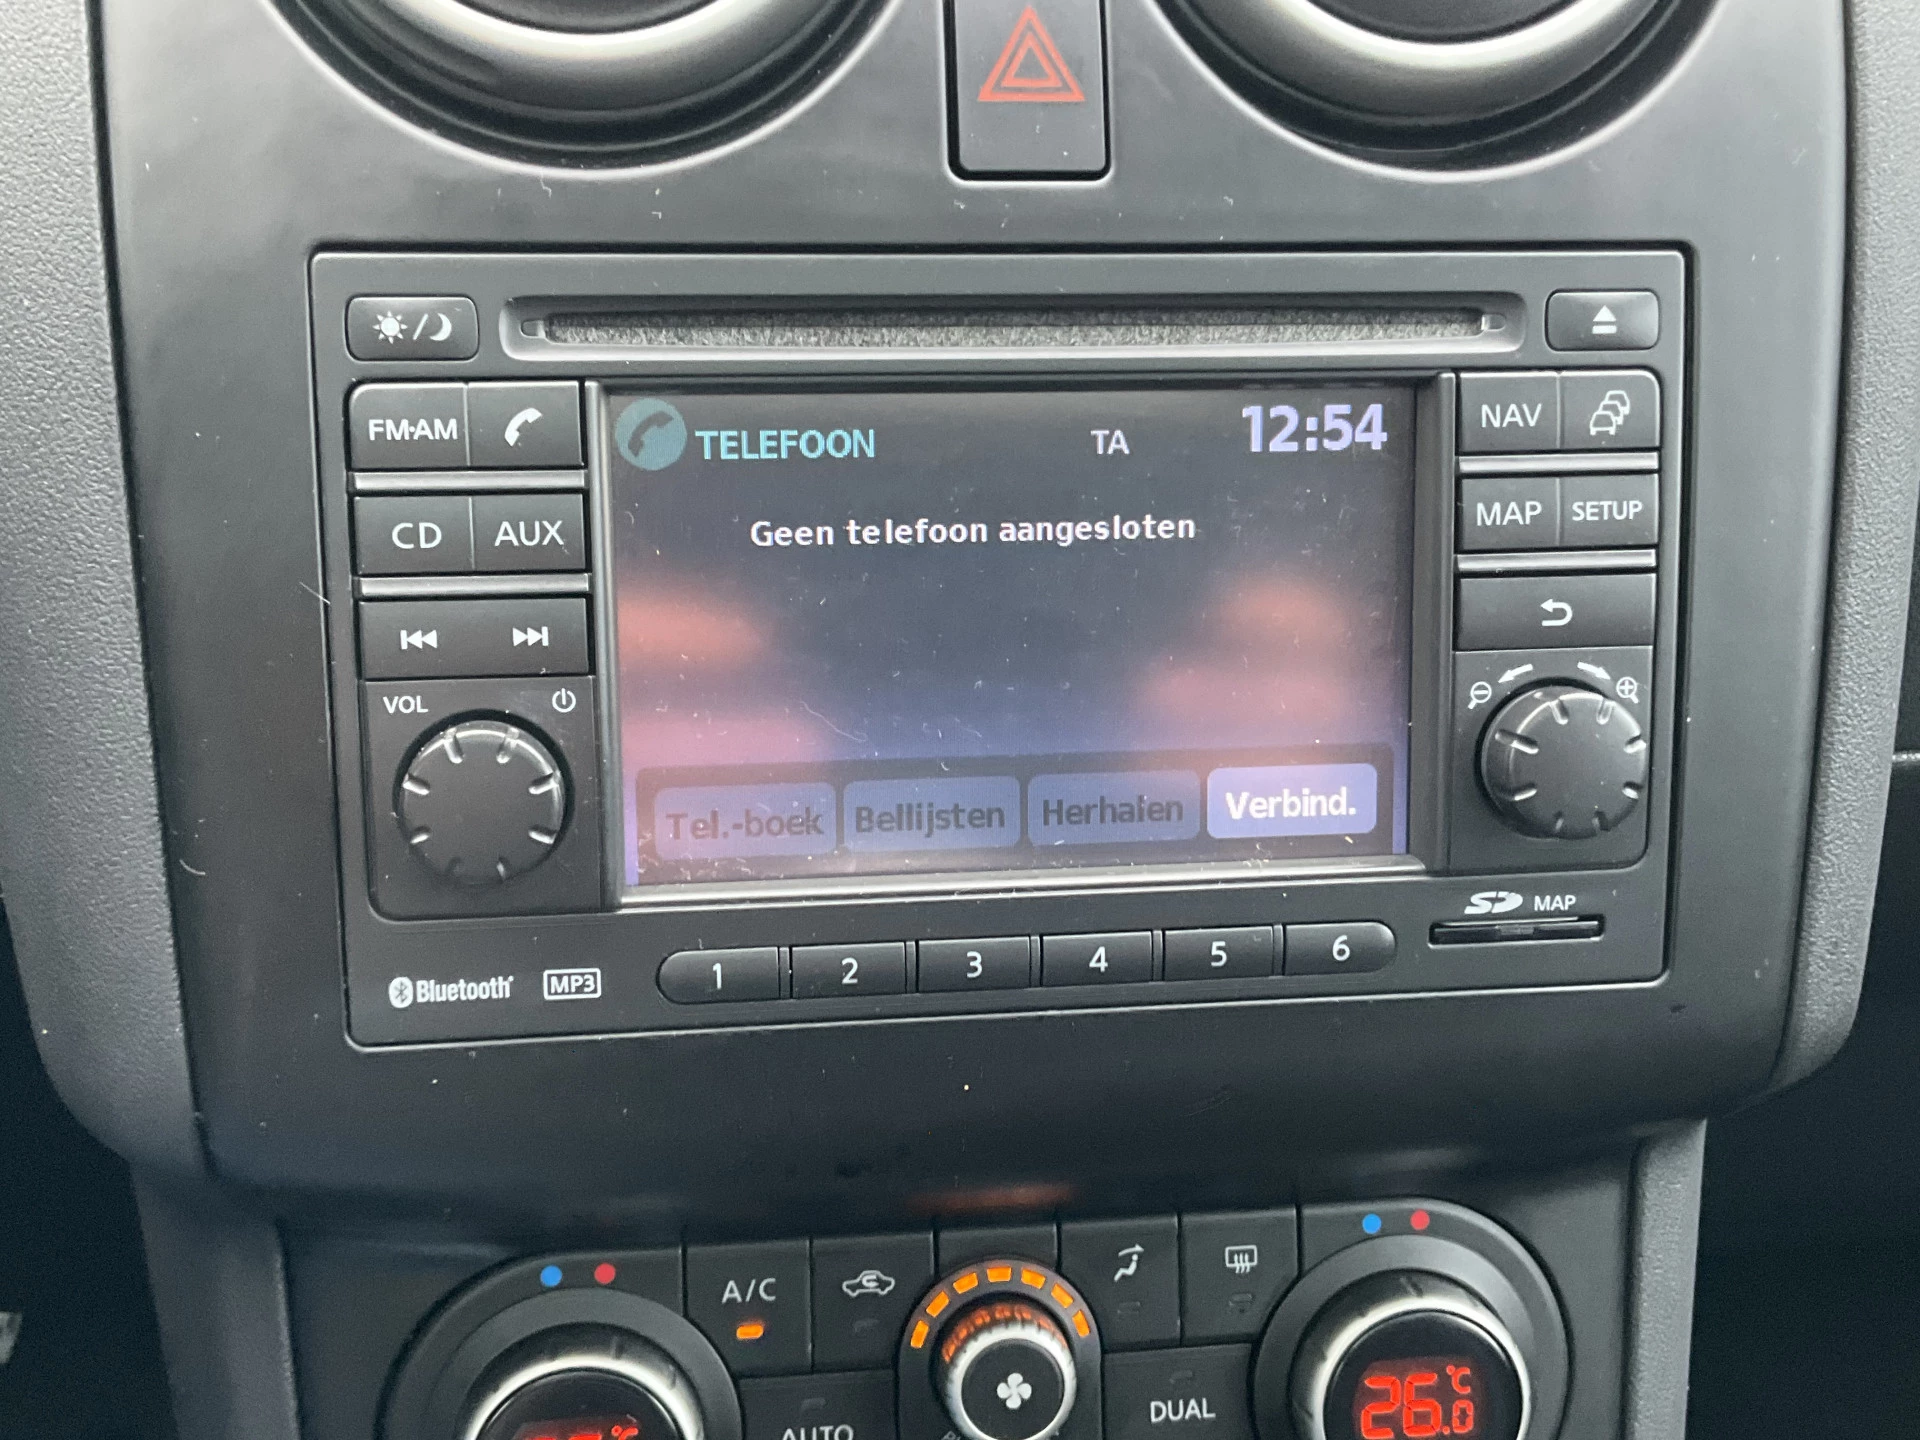 FM·AM
CD AUX
VOL
TELEFOON TA 12:54
Geen telefoon aangesloten
Tel.-boek Bellijsten Herhalen Verbind.
NAV
MAP SETUP
SD MAP
Bluetooth MP3
1 2 3 4 5 6
A/C
AUTO
DUAL
26.0 °C